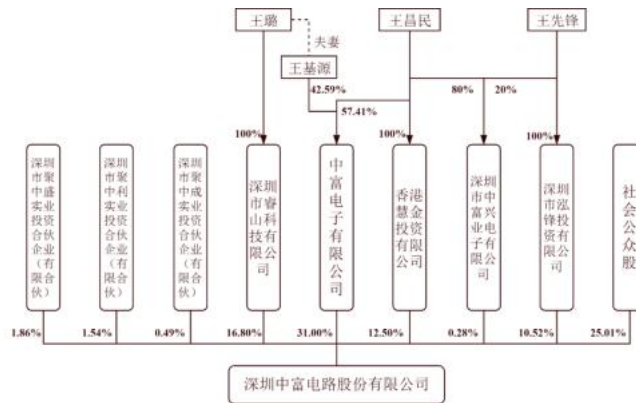 王璐
王昌民
王先锋
夫妻
王基源
42.59%
57.41%
80%
20%
100%
100%
100%
深圳市聚中盛实业投资合伙企业（有限合伙）
深圳市聚中利实业投资合伙企业（有限合伙）
深圳市聚中成实业投资合伙企业（有限合伙）
深圳市睿山科技有限公司
中富电子有限公司
香港慧金投资有限公司
深圳市中富兴业电子有限公司
深圳市泓锋投资有限公司
社会公众股
1.86%
1.54%
0.49%
16.80%
31.00%
12.50%
0.28%
10.52%
25.01%
深圳中富电路股份有限公司